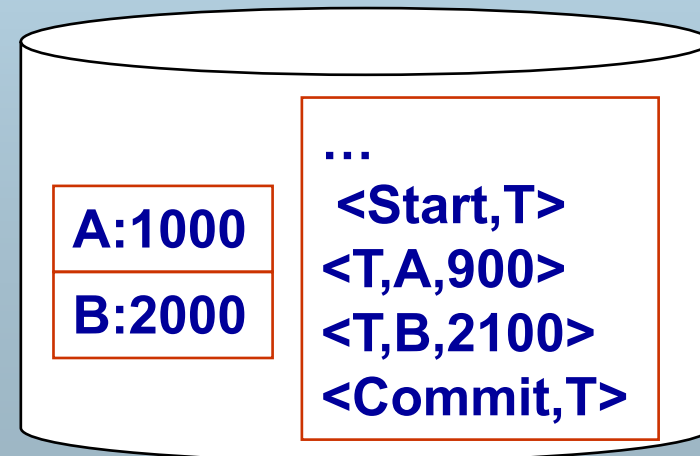 A:1000
B:2000
…
<Start,T>
<T,A,900>
<T,B,2100>
<Commit,T>